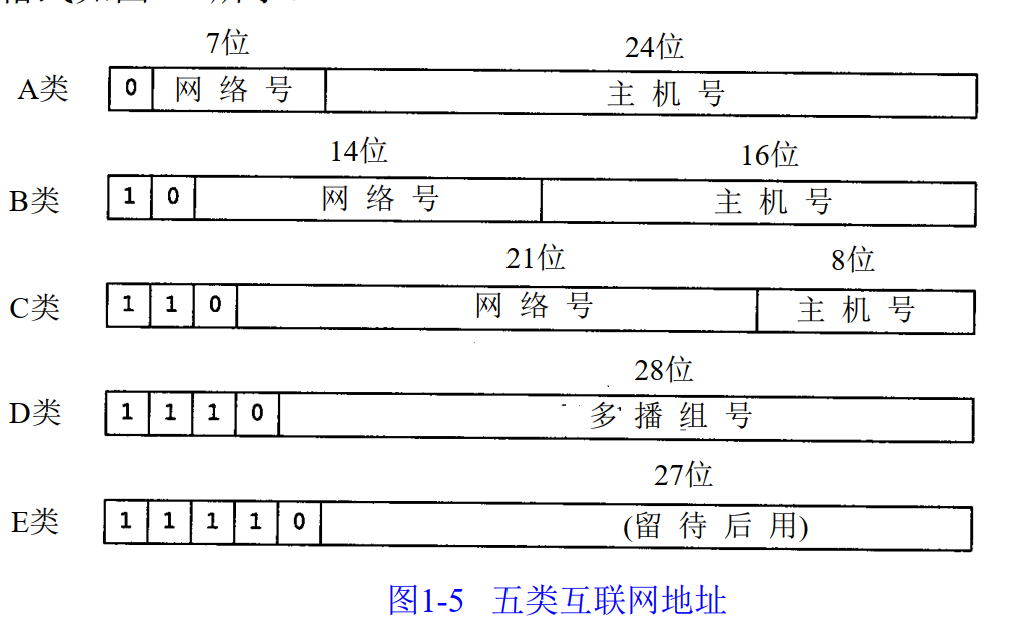 7位 24位
A类 0 网络号 主机号
14位 16位
B类 1 0 网络号 主机号
21位 8位
C类 1 1 0 网络号 主机号
28位
D类 1 1 1 0 多播组号
27位
E类 1 1 1 1 0 (留待后用)
图1-5 五类互联网地址